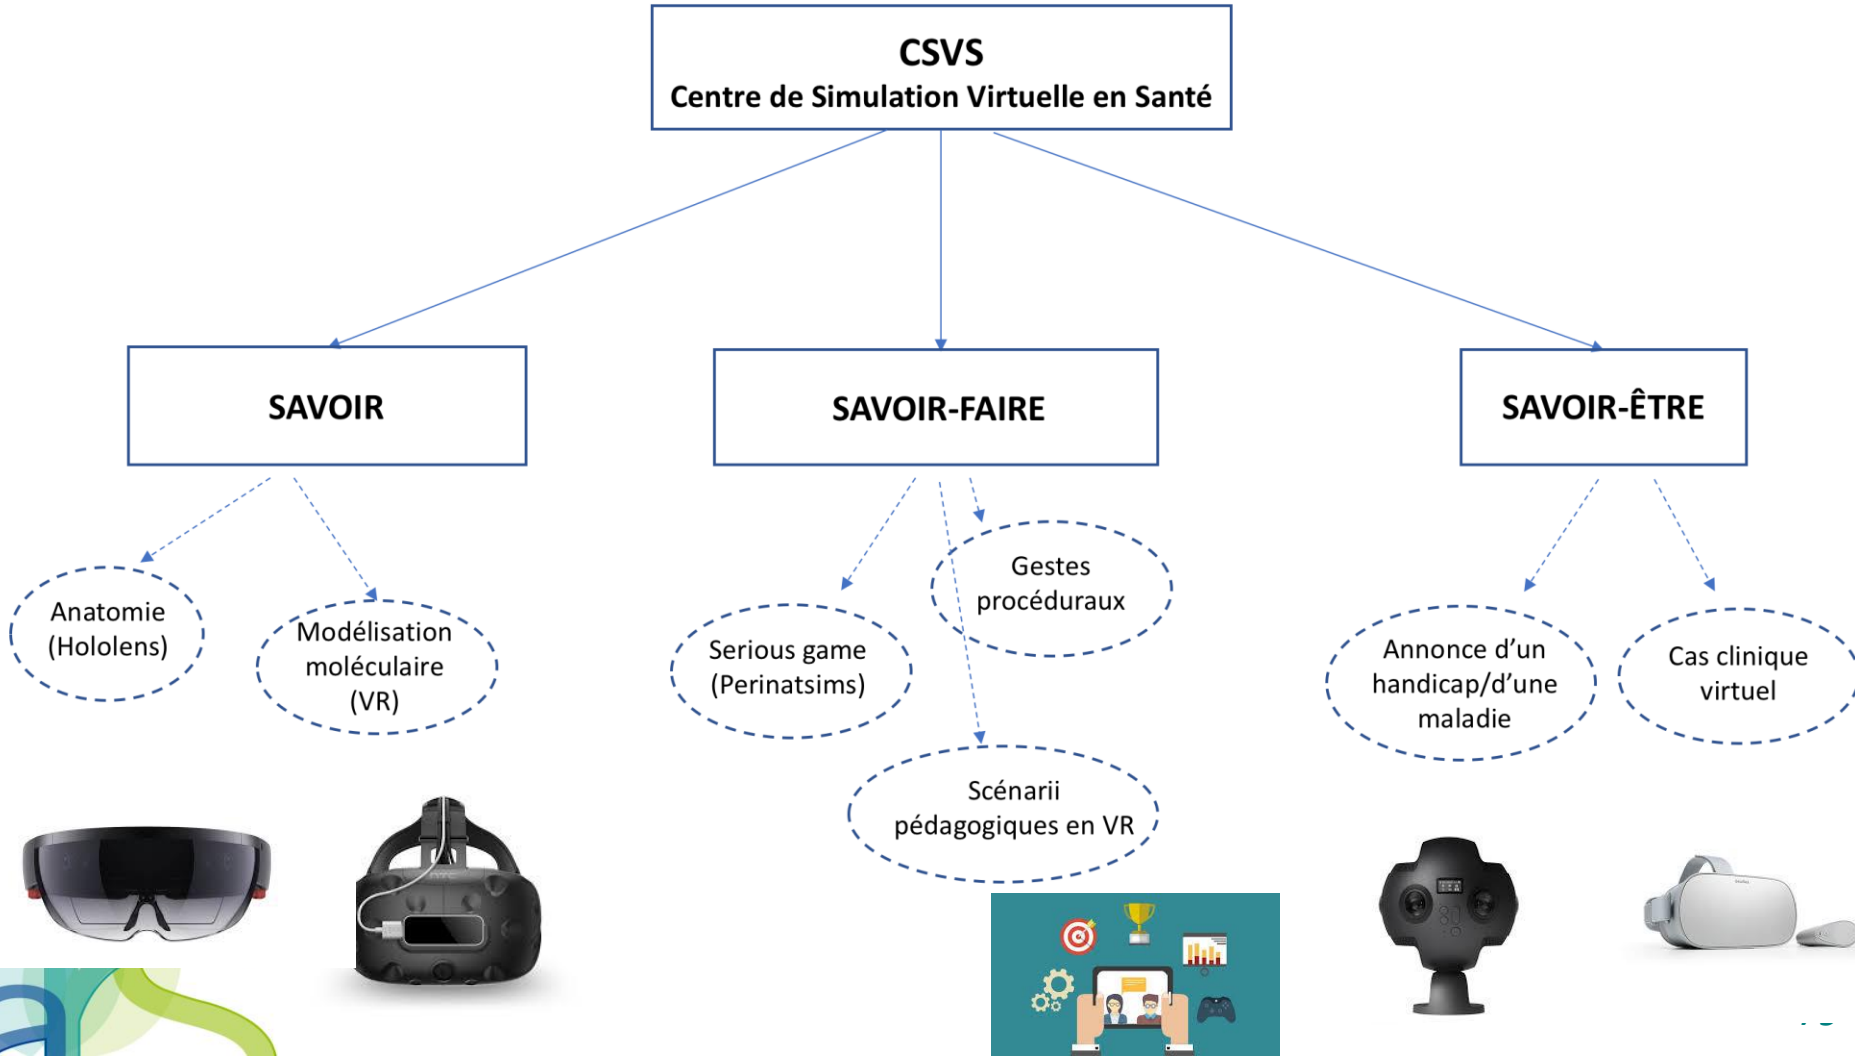 CSVS
Centre de Simulation Virtuelle en Santé
SAVOIR
SAVOIR-FAIRE
SAVOIR-ÊTRE
Anatomie
(Hololens)
Modélisation
moléculaire
(VR)
Serious game
(Perinatsims)
Gestes
procéduraux
Scénarii
pédagogiques en VR
Annonce d'un
handicap/d'une
maladie
Cas clinique
virtuel